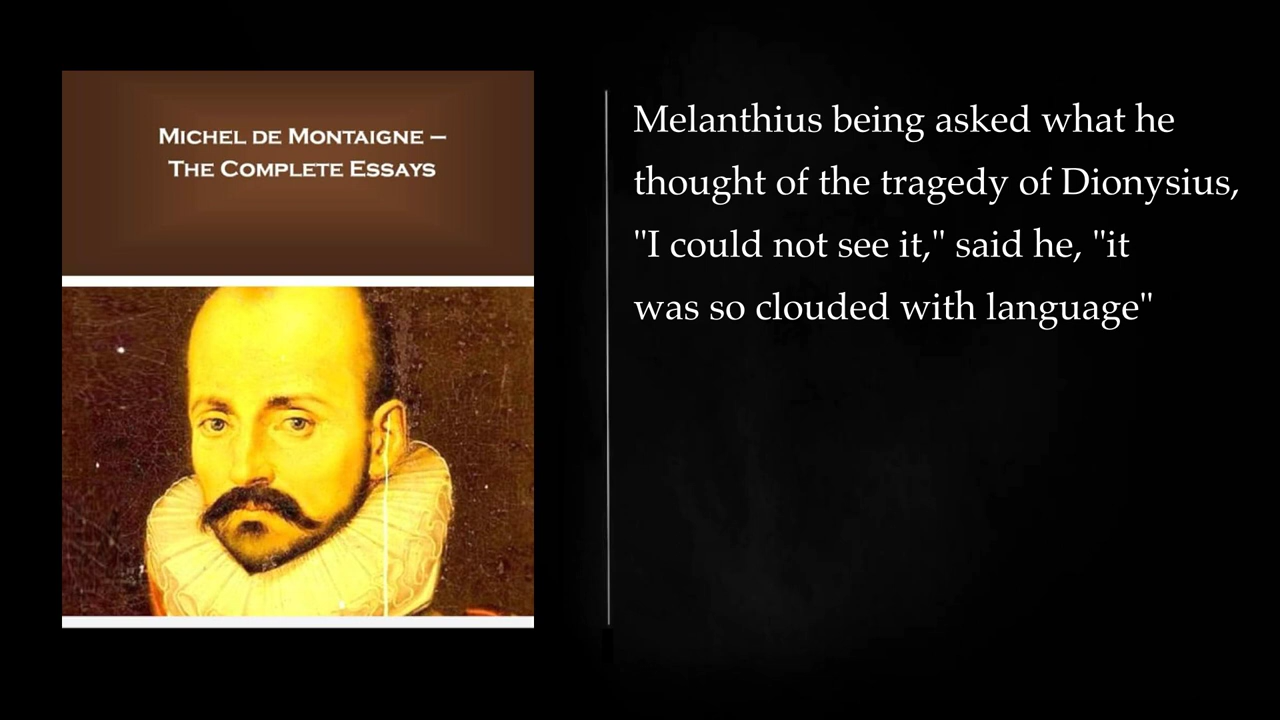 MICHEL DE MONTAIGNE –
THE COMPLETE ESSAYS
Melanthius being asked what he
thought of the tragedy of Dionysius,
"I could not see it," said he, "it
was so clouded with language"